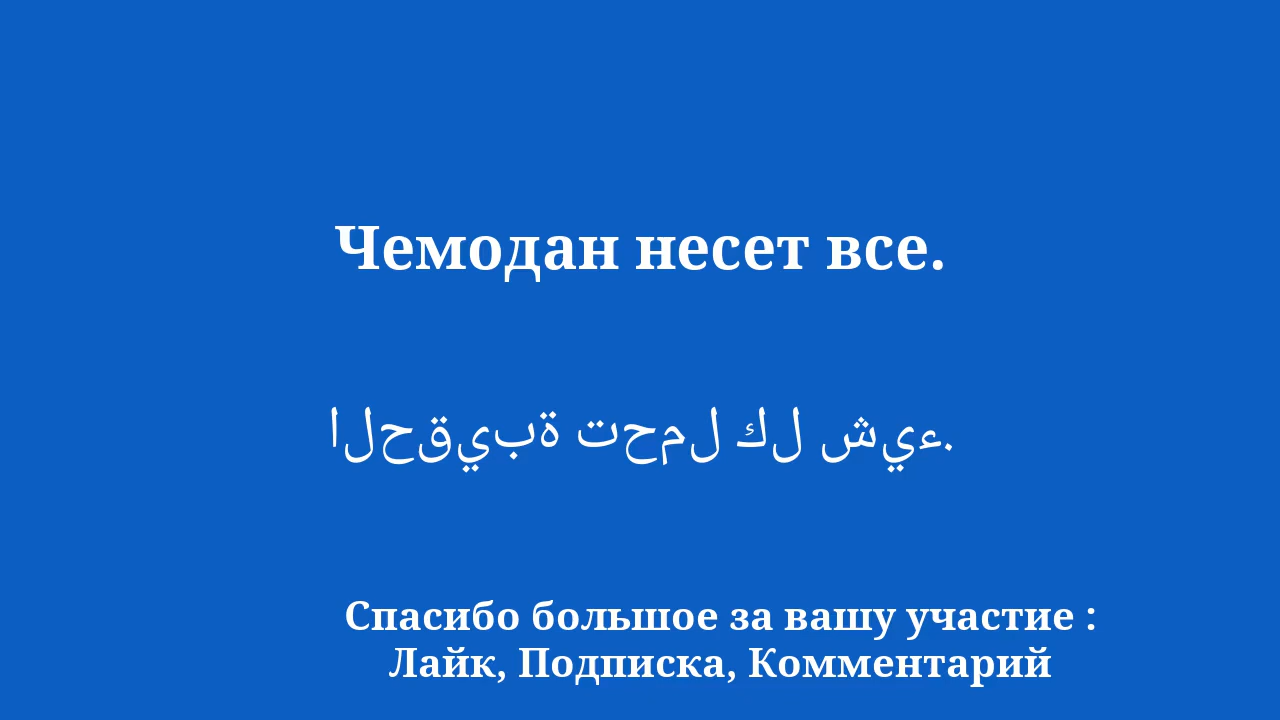 Чемодан несет все.
الحقيبة تحمل كل شيء.
Спасибо большое за вашу участие :
Лайк, Подписка, Комментарий